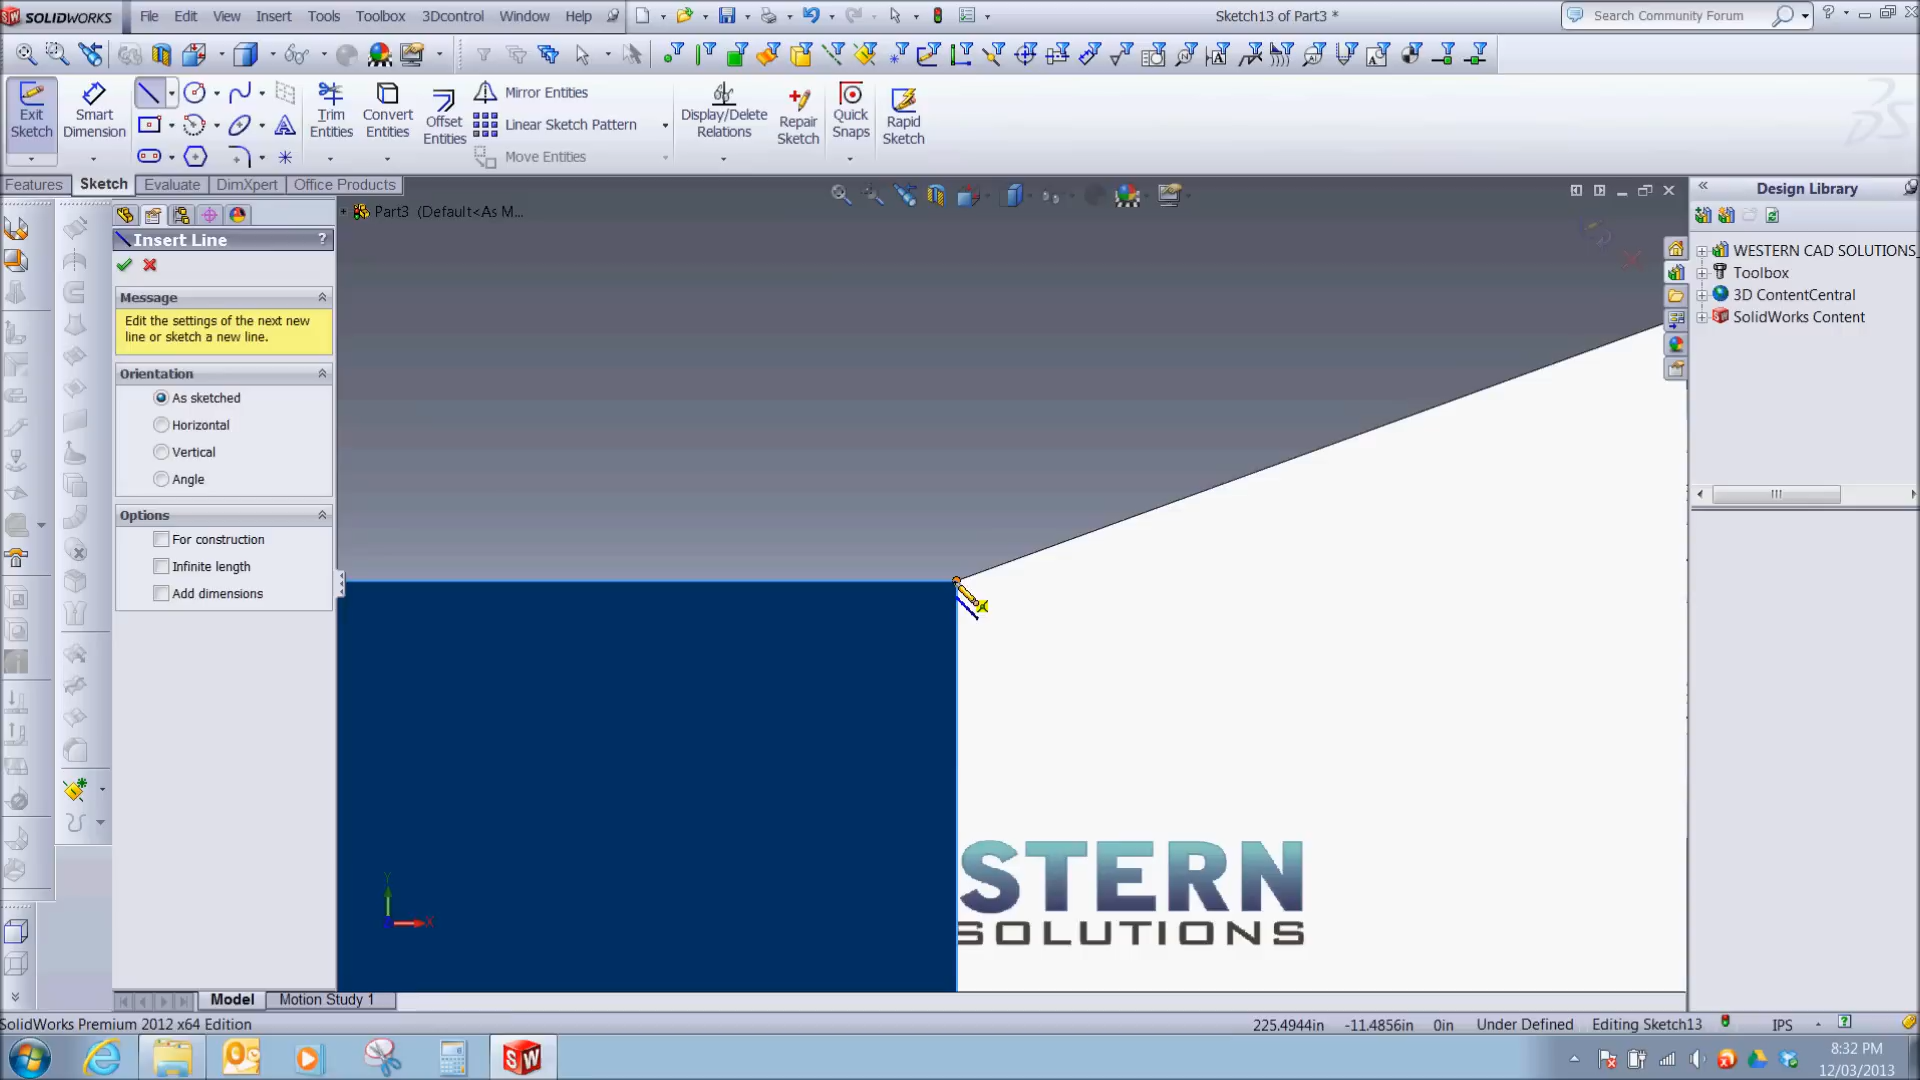 SOLIDWORKS File Edit View Insert Tools Toolbox 3Dcontrol Window Help Sketch13 of Part3 * Search Community Forum
Exit Sketch
Smart Dimension
Trim Entities
Convert Entities
Offset Entities
Mirror Entities
Linear Sketch Pattern
Move Entities
Display/Delete Relations
Repair Sketch
Quick Snaps
Rapid Sketch
Features Sketch Evaluate DimXpert Office Products
Part3 (Default<As M...
Insert Line ?
Message
Edit the settings of the next new
line or sketch a new line.
Orientation
As sketched
Horizontal
Vertical
Angle
Options
For construction
Infinite length
Add dimensions
Y
X
STERN
SOLUTIONS
Design Library
WESTERN CAD SOLUTIONS
Toolbox
3D ContentCentral
SolidWorks Content
Model Motion Study 1
SolidWorks Premium 2012 x64 Edition 225.4944in -11.4856in 0in Under Defined Editing Sketch13 IPS
8:32 PM
12/03/2013